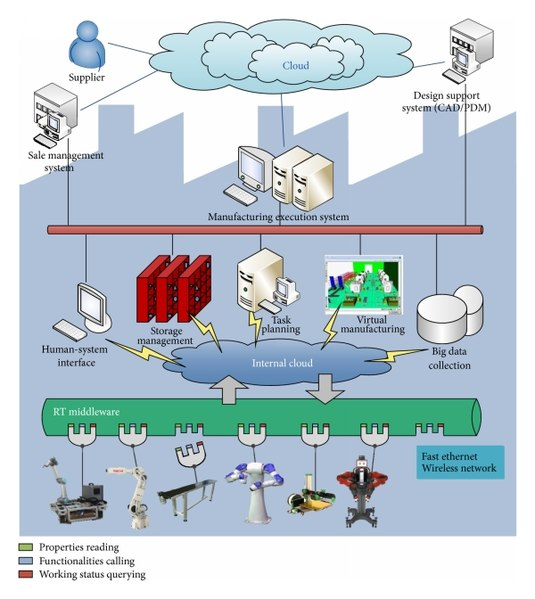 Cloud
Supplier
Design support
system (CAD/PDM)
Sale management
system
Manufacturing execution system
Storage
management
Task
planning
Virtual
manufacturing
Human-system
interface
Big data
collection
Internal cloud
RT middleware
Fast ethernet
Wireless network
Properties reading
Functionalities calling
Working status querying